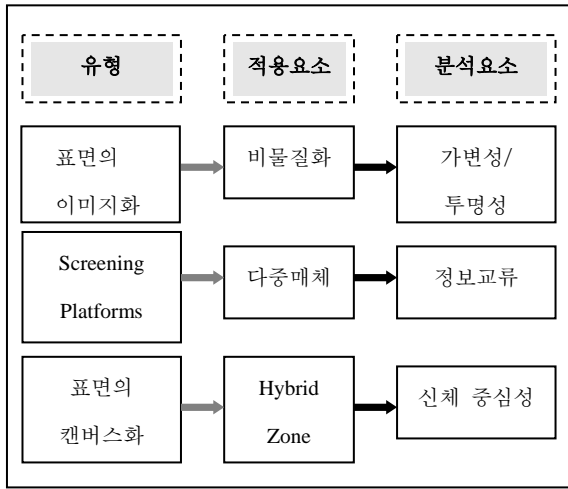 유형
적용요소
분석요소
표면의
이미지화
비물질화
가변성/
투명성
Screening
Platforms
다중매체
정보교류
표면의
캔버스화
Hybrid
Zone
신체 중심성